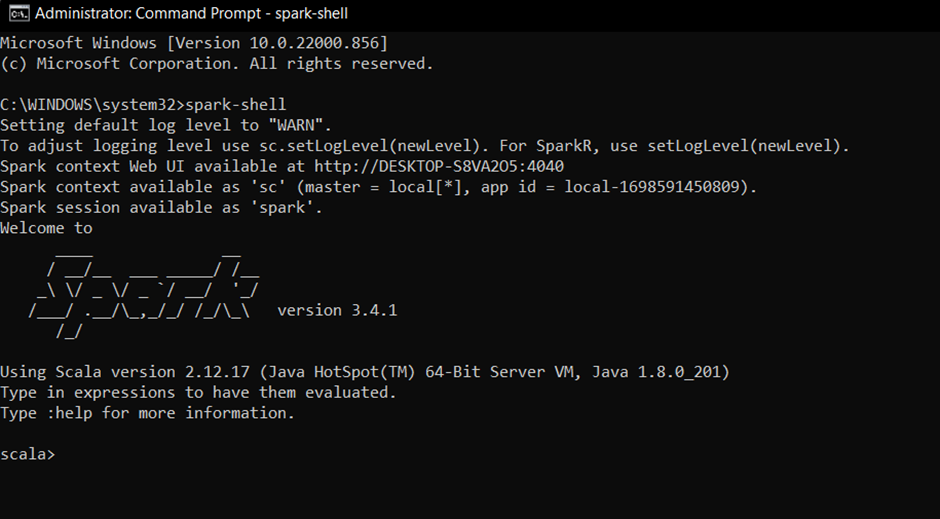 Administrator: Command Prompt - spark-shell
Microsoft Windows [Version 10.0.22000.856]
(c) Microsoft Corporation. All rights reserved.
C:\WINDOWS\system32>spark-shell
Setting default log level to "WARN".
To adjust logging level use sc.setLogLevel(newLevel). For SparkR, use setLogLevel(newLevel).
Spark context Web UI available at http://DESKTOP-S8VA2O5:4040
Spark context available as 'sc' (master = local[*], app id = local-1698591450809).
Spark session available as 'spark'.
Welcome to
      ____              __
     / __/__  ___ _____/ /__
    _\ \/ _ \/ _ `/ __/  '_/
   /___/ .__/\_,_/_/ /_/\_\   version 3.4.1
      /_/
Using Scala version 2.12.17 (Java HotSpot(TM) 64-Bit Server VM, Java 1.8.0_201)
Type in expressions to have them evaluated.
Type :help for more information.
scala>